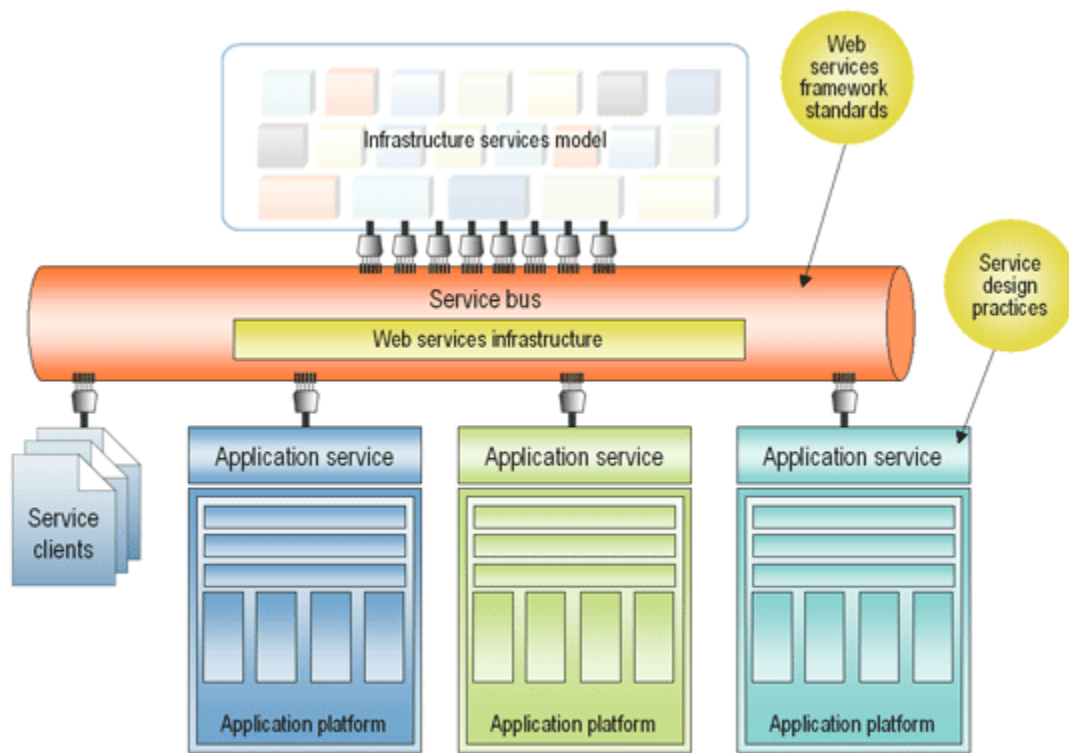 Web
services
framework
standards
Infrastructure services model
Service
design
practices
Service bus
Web services infrastructure
Service
clients
Application service
Application service
Application service
Application platform
Application platform
Application platform